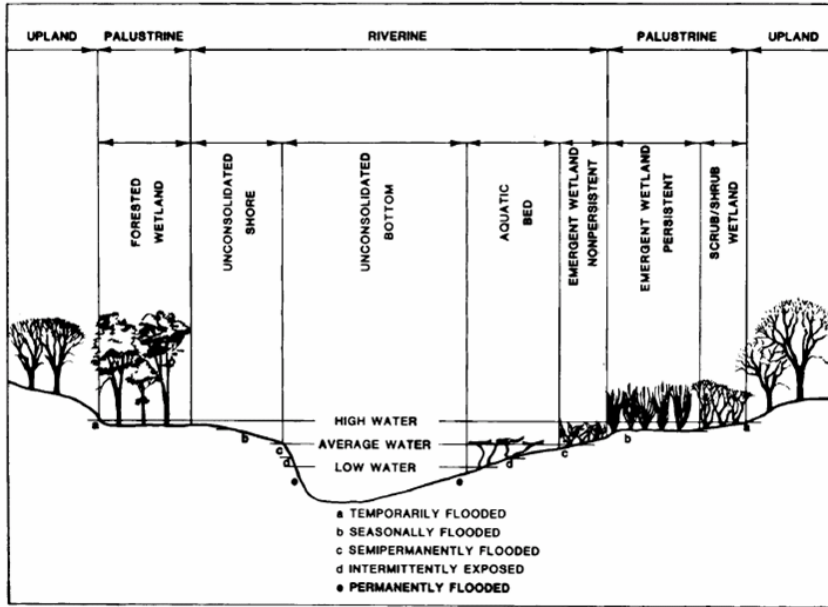 UPLAND PALUSTRINE RIVERINE PALUSTRINE UPLAND
FORESTED
WETLAND
UNCONSOLIDATED
SHORE
UNCONSOLIDATED
BOTTOM
AQUATIC
BED
EMERGENT WETLAND
NONPERSISTENT
EMERGENT WETLAND
PERSISTENT
SCRUB/SHRUB
WETLAND
HIGH WATER
AVERAGE WATER
LOW WATER
a
b
c
d
e
e
d
c
b
a
a TEMPORARILY FLOODED
b SEASONALLY FLOODED
c SEMIPERMANENTLY FLOODED
d INTERMITTENTLY EXPOSED
e PERMANENTLY FLOODED